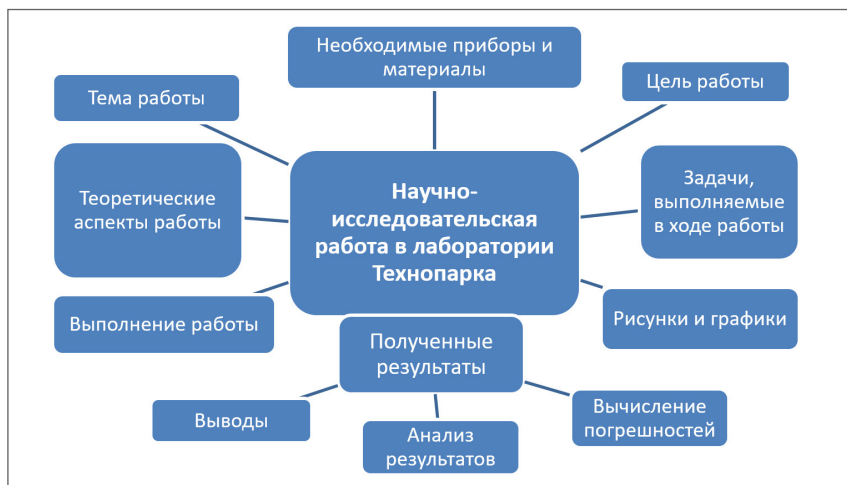 Необходимые приборы и
материалы
Тема работы
Цель работы
Теоретические
аспекты работы
Научно-
исследовательская
работа в лаборатории
Технопарка
Задачи,
выполняемые
в ходе работы
Выполнение работы
Рисунки и графики
Полученные
результаты
Выводы
Анализ
результатов
Вычисление
погрешностей